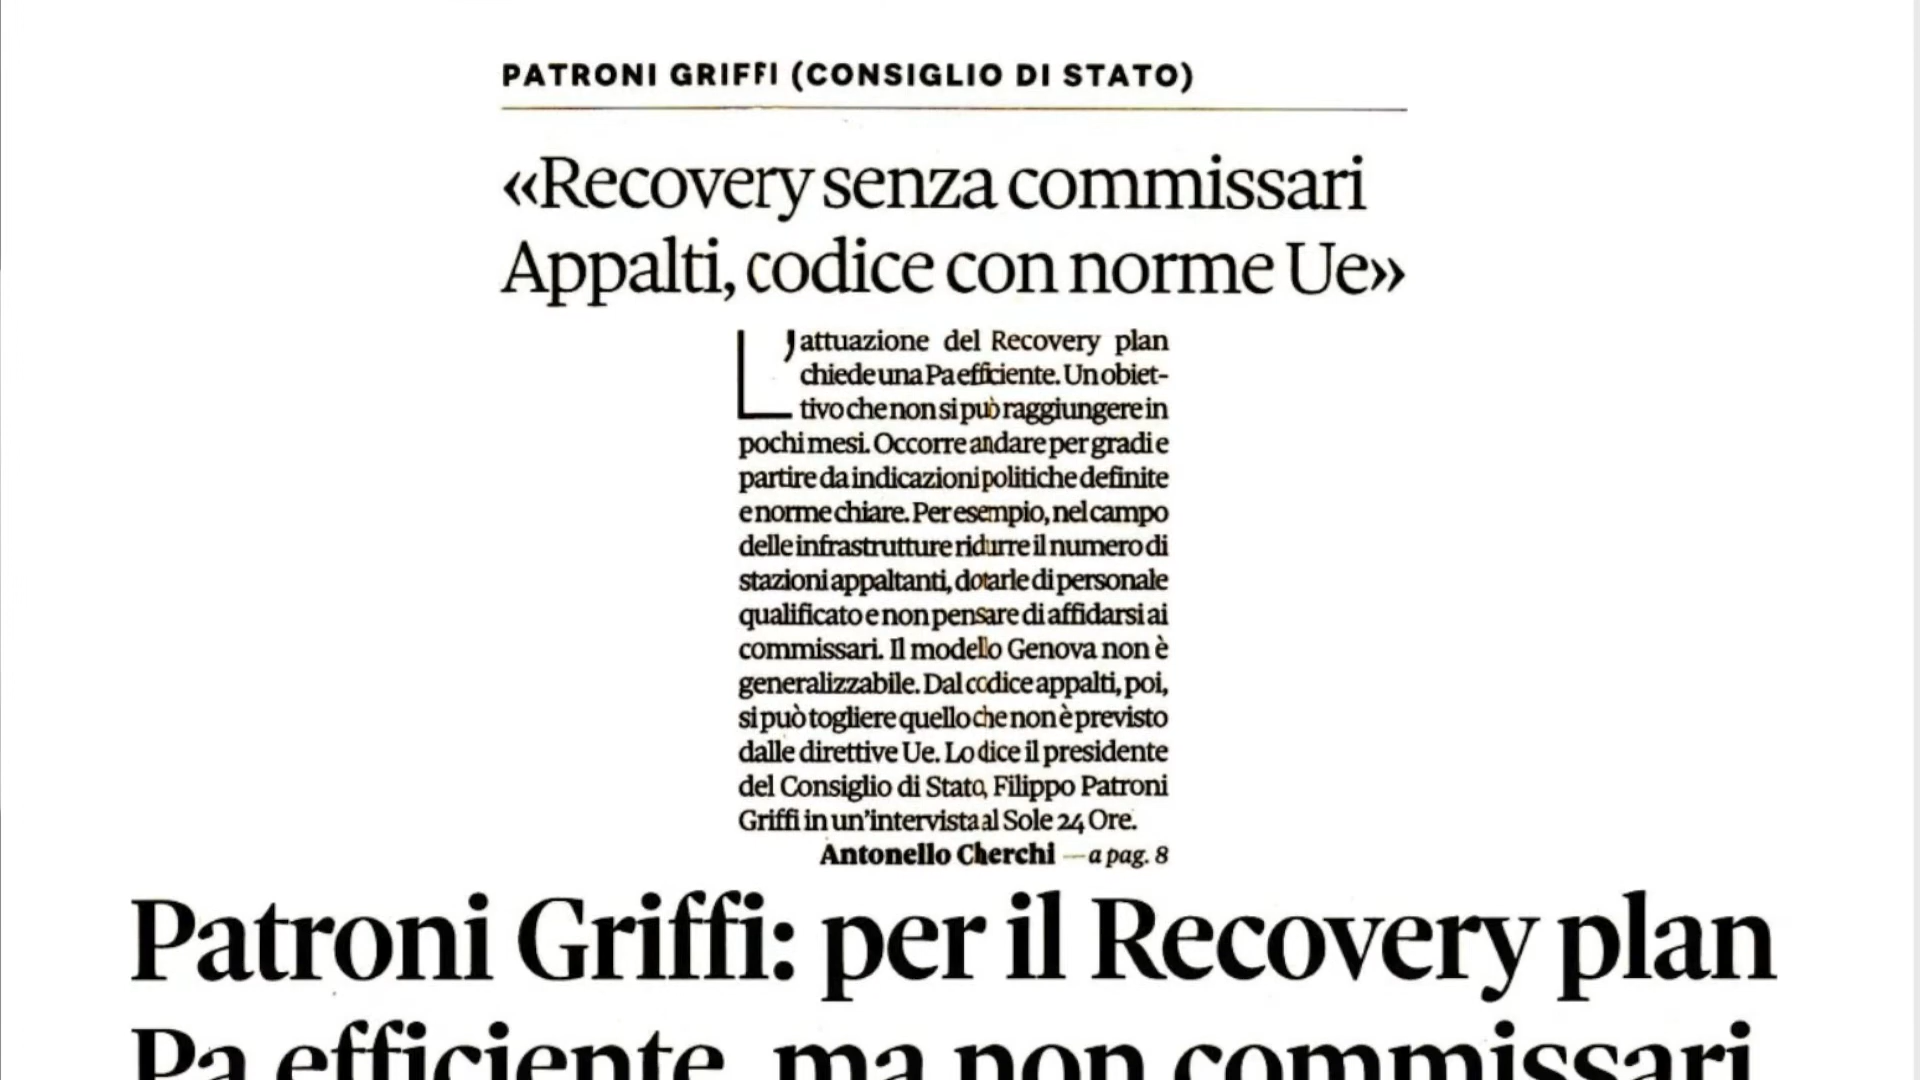 PATRONI GRIFFI (CONSIGLIO DI STATO)
«Recovery senza commissari
Appalti, codice con norme Ue»
L'attuazione del Recovery plan
chiede una Pa efficiente. Un obiet-
tivo che non si può raggiungere in
pochi mesi. Occorre andare per gradi e
partire da indicazioni politiche definite
e norme chiare. Per esempio, nel campo
delle infrastrutture ridurre il numero di
stazioni appaltanti, dotarle di personale
qualificato e non pensare di affidarsi ai
commissari. Il modello Genova non è
generalizzabile. Dal codice appalti, poi,
si può togliere quello che non è previsto
dalle direttive Ue. Lo dice il presidente
del Consiglio di Stato, Filippo Patroni
Griffi in un'intervista al Sole 24 Ore.
Antonello Cherchi — a pag. 8
Patroni Griffi: per il Recovery plan
Pa efficiente, ma non commissari